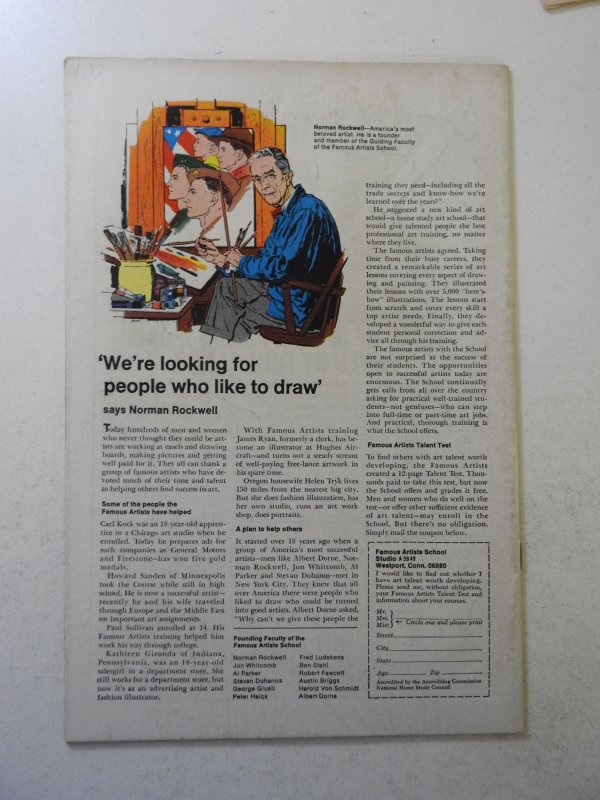 Norman Rockwell—America's most
beloved artist. He is a founder
and member of the Guiding Faculty
of the Famous Artists School.
'We're looking for
people who like to draw'
says Norman Rockwell
Today hundreds of men and women
who never thought they could be art-
ists are working at easels and drawing
boards, making pictures and getting
well paid for it. They all can thank a
group of famous artists who have de-
voted much of their time and talent
to helping others find success in art.
Some of the people the
Famous Artists have helped
Carl Kock was an 18-year-old appren-
tice in a Chicago art studio when he
enrolled. Today he prepares ads for
such companies as General Motors
and Firestone—has won five gold
medals.
Howard Sanden of Minneapolis
took the Course while still in high
school. He is now a successful artist—
recently he and his wife traveled
through Europe and the Middle East
on important art assignments.
Paul Sullivan enrolled at 14. His
Famous Artists training helped him
work his way through college.
Kathleen Gironda of Indiana,
Pennsylvania, was an 18-year-old
salesgirl in a department store. She
still works for a department store, but
now it's as an advertising artist and
fashion illustrator.
With Famous Artists training
James Ryan, formerly a clerk, has be-
come an illustrator at Hughes Air-
craft—and turns out a steady stream
of well-paying free-lance artwork in
his spare time.
Oregon housewife Helen Tryk lives
150 miles from the nearest big city.
But she does fashion illustration, has
her own studio, runs an art work
shop, does portraits.
A plan to help others
It started over 18 years ago when a
group of America's most successful
artists—men like Albert Dorne, Nor-
man Rockwell, Jon Whitcomb, Al
Parker and Stevan Dohanos—met in
New York City. They knew that all
over America there were people who
liked to draw who could be turned
into good artists. Albert Dorne asked,
"Why can't we give these people the
Founding Faculty of the
Famous Artists School
Norman Rockwell
Jon Whitcomb
Al Parker
Stevan Dohanos
George Giusti
Peter Helck
Fred Ludekens
Ben Stahl
Robert Fawcett
Austin Briggs
Harold Von Schmidt
Albert Dorne
training they need—including all the
trade secrets and know-how we've
learned over the years?"
He suggested a new kind of art
school—a home study art school—that
would give talented people the best
professional art training, no matter
where they live.
The famous artists agreed. Taking
time from their busy careers, they
created a remarkable series of art
lessons covering every aspect of draw-
ing and painting. They illustrated
their lessons with over 5,000 "here's-
how" illustrations. The lessons start
from scratch and cover every skill a
top artist needs. Finally, they de-
veloped a wonderful way to give each
student personal correction and ad-
vice all through his training.
The famous artists with the School
are not surprised at the success of
their students. The opportunities
open to successful artists today are
enormous. The School continually
gets calls from all over the country
asking for practical well-trained stu-
dents—not geniuses—who can step
into full-time or part-time art jobs.
And practical, thorough training is
what the School offers.
Famous Artists Talent Test
To find others with art talent worth
developing, the Famous Artists
created a 12-page Talent Test. Thou-
sands paid to take this test, but now
the School offers and grades it free.
Men and women who do well on the
test—or offer other sufficient evidence
of art talent—may enroll in the
School. But there's no obligation.
Simply mail the coupon below.
Famous Artists School
Studio A 5949
Westport, Conn. 06880
I would like to find out whether I
have art talent worth developing.
Please send me, without obligation,
your Famous Artists Talent Test and
information about your courses.
Mr.
Mrs. ← Circle one and please print
Miss
Street
City
State
Age Zip
Accredited by the Accrediting Commission
National Home Study Council